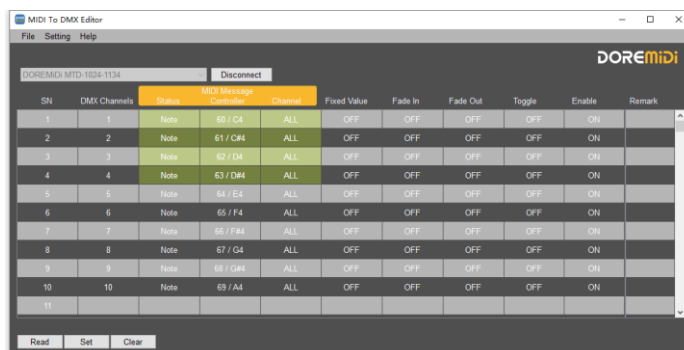 MIDI To DMX Editor
File Setting Help
DOREMiDi
DOREMiDi MTD-1024-1134 Disconnect
MIDI Message
SN DMX Channels Status Controller Channel Fixed Value Fade In Fade Out Toggle Enable Remark
1 1 Note 60 / C4 ALL OFF OFF OFF OFF ON
2 2 Note 61 / C#4 ALL OFF OFF OFF OFF ON
3 3 Note 62 / D4 ALL OFF OFF OFF OFF ON
4 4 Note 63 / D#4 ALL OFF OFF OFF OFF ON
5 5 Note 64 / E4 ALL OFF OFF OFF OFF ON
6 6 Note 65 / F4 ALL OFF OFF OFF OFF ON
7 7 Note 66 / F#4 ALL OFF OFF OFF OFF ON
8 8 Note 67 / G4 ALL OFF OFF OFF OFF ON
9 9 Note 68 / G#4 ALL OFF OFF OFF OFF ON
10 10 Note 69 / A4 ALL OFF OFF OFF OFF ON
11
Read Set Clear